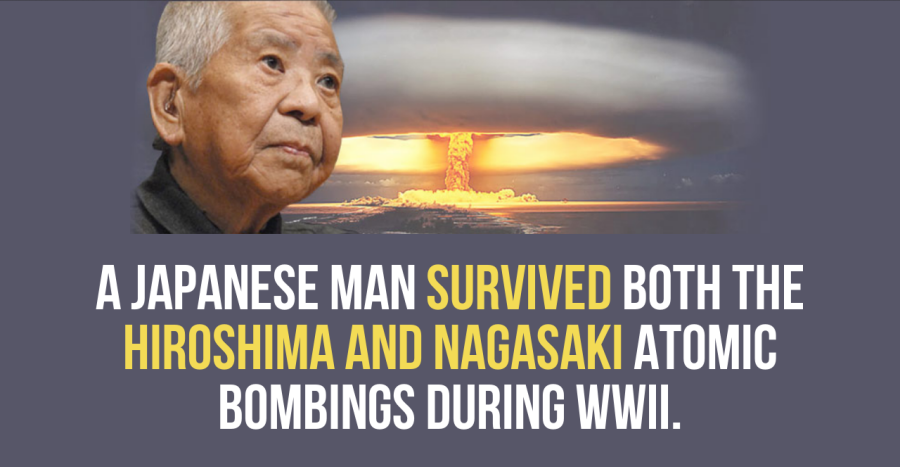 A JAPANESE MAN SURVIVED BOTH THE
HIROSHIMA AND NAGASAKI ATOMIC
BOMBINGS DURING WWII.